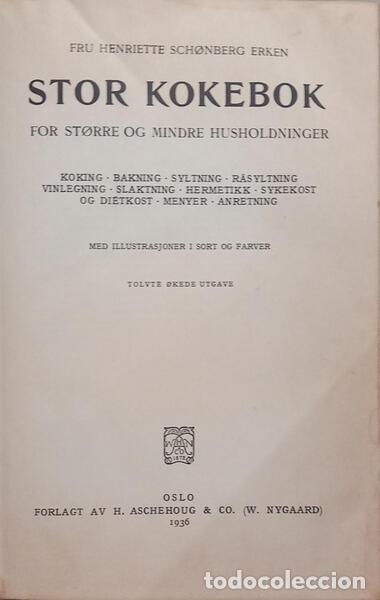 FRU HENRIETTE SCHØNBERG ERKEN
STOR KOKEBOK
FOR STØRRE OG MINDRE HUSHOLDNINGER
KOKING · BAKNING · SYLTNING · RÅSYLTNING
VINLEGNING · SLAKTNING · HERMETIKK · SYKEKOST
OG DIÉTKOST · MENYER · ANRETNING
MED ILLUSTRASJONER I SORT OG FARVER
TOLVTE ØKEDE UTGAVE
OSLO
FORLAGT AV H. ASCHEHOUG & CO. (W. NYGAARD)
1936
todocoleccion